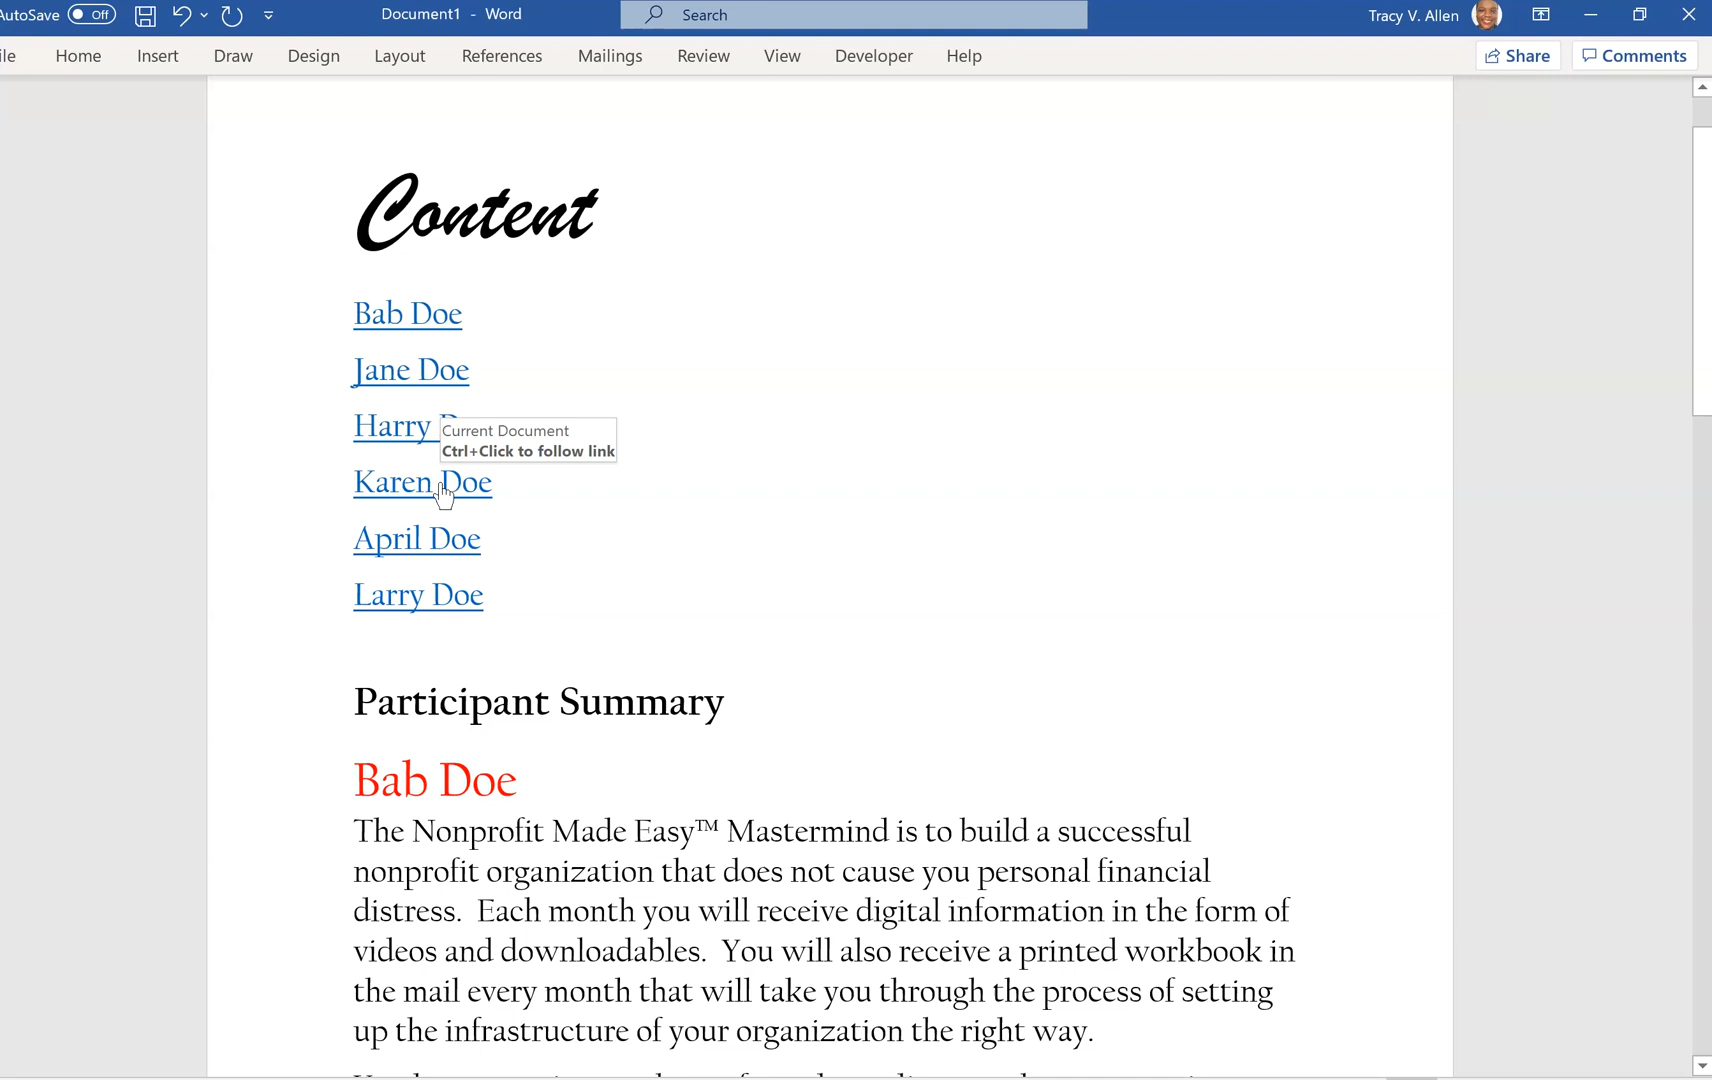 AutoSave Off Document1 - Word Search Tracy V. Allen
Home Insert Draw Design Layout References Mailings Review View Developer Help Share Comments
Content
Bab Doe
Jane Doe
Harry
Current Document
Ctrl+Click to follow link
Karen Doe
April Doe
Larry Doe
Participant Summary
Bab Doe
The Nonprofit Made Easy™ Mastermind is to build a successful
nonprofit organization that does not cause you personal financial
distress.  Each month you will receive digital information in the form of
videos and downloadables.  You will also receive a printed workbook in
the mail every month that will take you through the process of setting
up the infrastructure of your organization the right way.